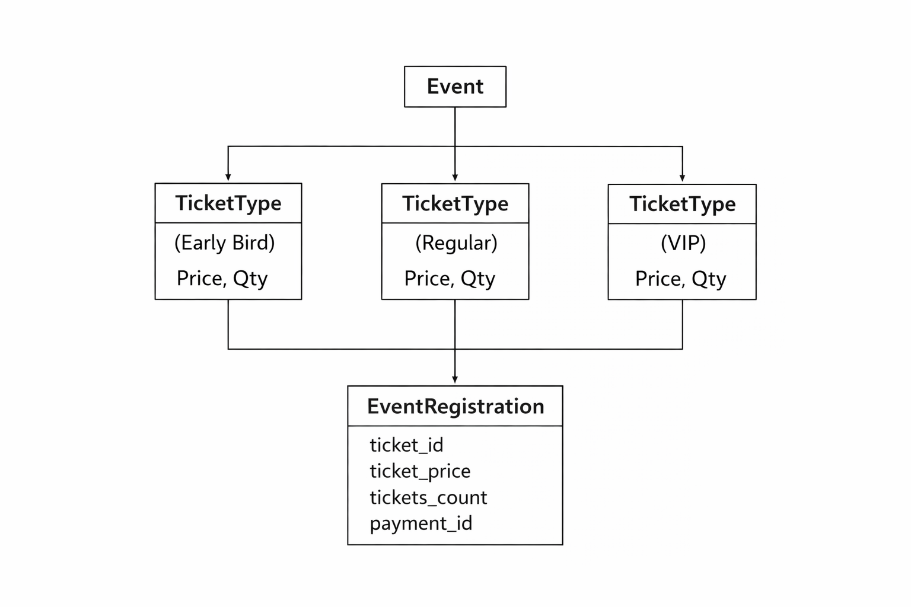 Event
TicketType
(Early Bird)
Price, Qty
TicketType
(Regular)
Price, Qty
TicketType
(VIP)
Price, Qty
EventRegistration
ticket_id
ticket_price
tickets_count
payment_id